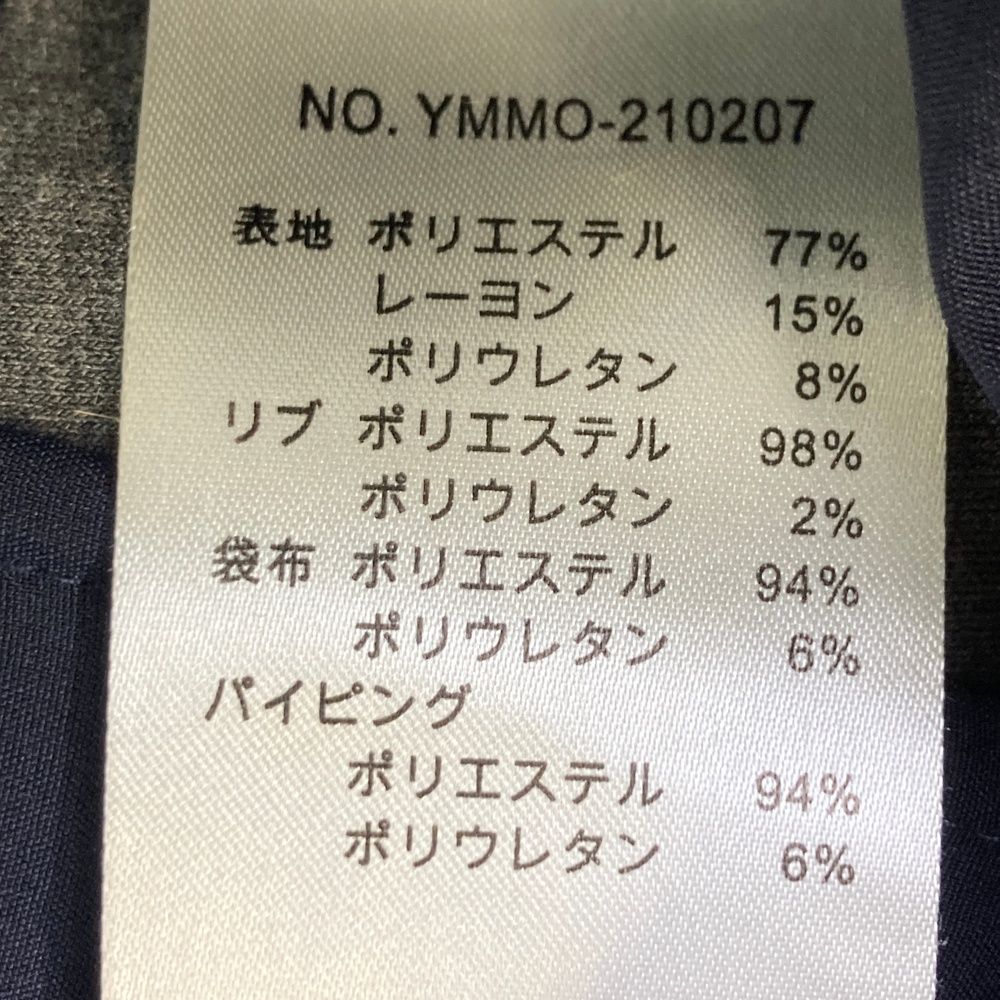 NO. YMMO-210207
表地 ポリエステル 77%
レーヨン 15%
ポリウレタン 8%
リブ ポリエステル 98%
ポリウレタン 2%
袋布 ポリエステル 94%
ポリウレタン 6%
パイピング
ポリエステル 94%
ポリウレタン 6%